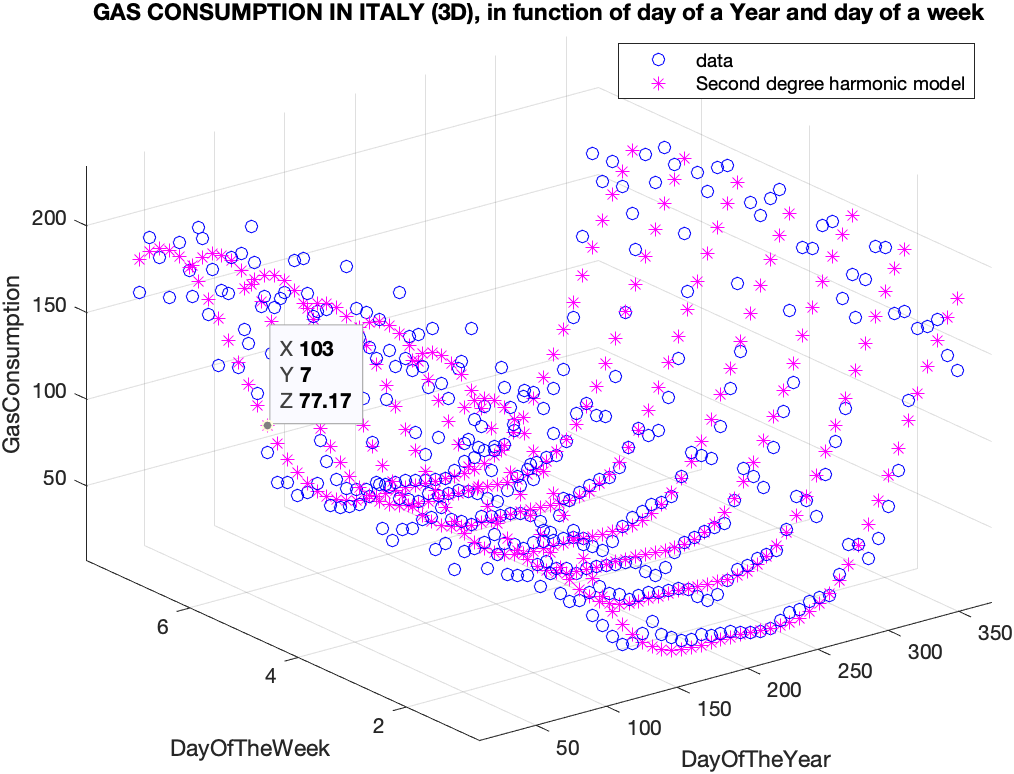 GAS CONSUMPTION IN ITALY (3D), in function of day of a Year and day of a week
data
Second degree harmonic model
200
150
100
50
GasConsumption
X 103
Y 7
Z 77.17
6
4
2
DayOfTheWeek
50
100
150
200
250
300
350
DayOfTheYear